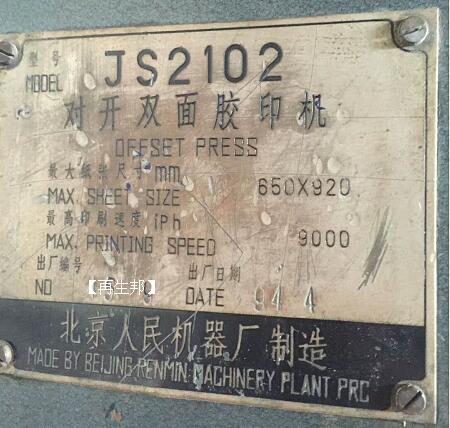 型号
MODEL JS2102
对开双面胶印机
OFFSET PRESS
最大纸张尺寸 mm
MAX. SHEET SIZE 650X920
最高印刷速度 iPh
MAX. PRINTING SPEED 9000
出厂编号 出厂日期
NO 【再生邦】 DATE 94 4
北京人民机器厂制造
MADE BY BEIJING RENMIN MACHINERY PLANT PRC